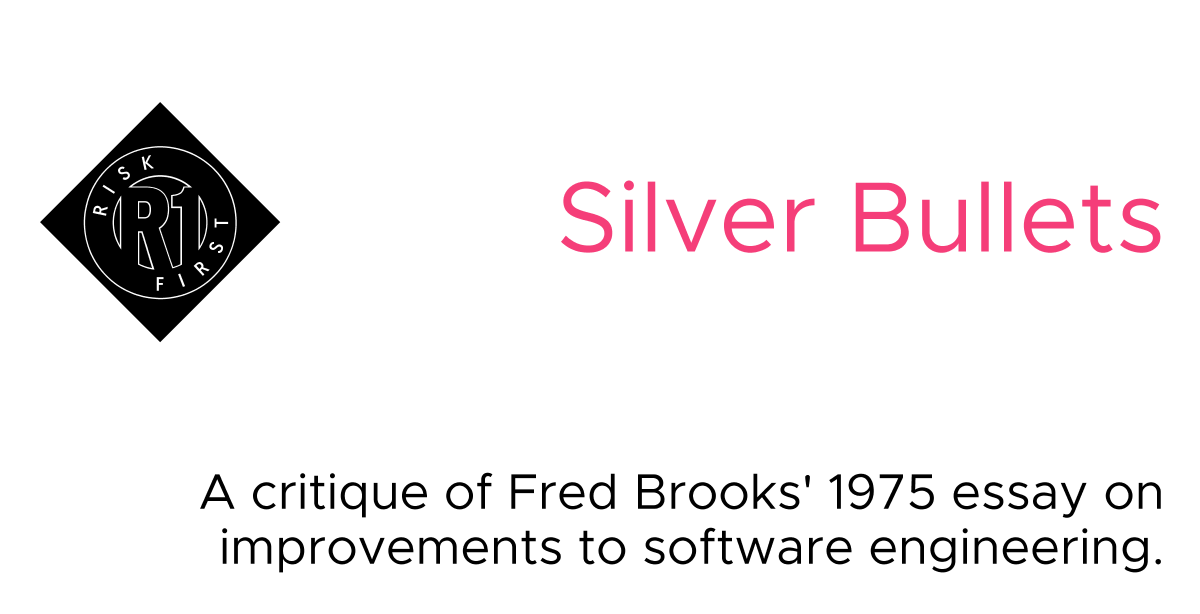 RISK
R1
FIRST
Silver Bullets
A critique of Fred Brooks' 1975 essay on
improvements to software engineering.